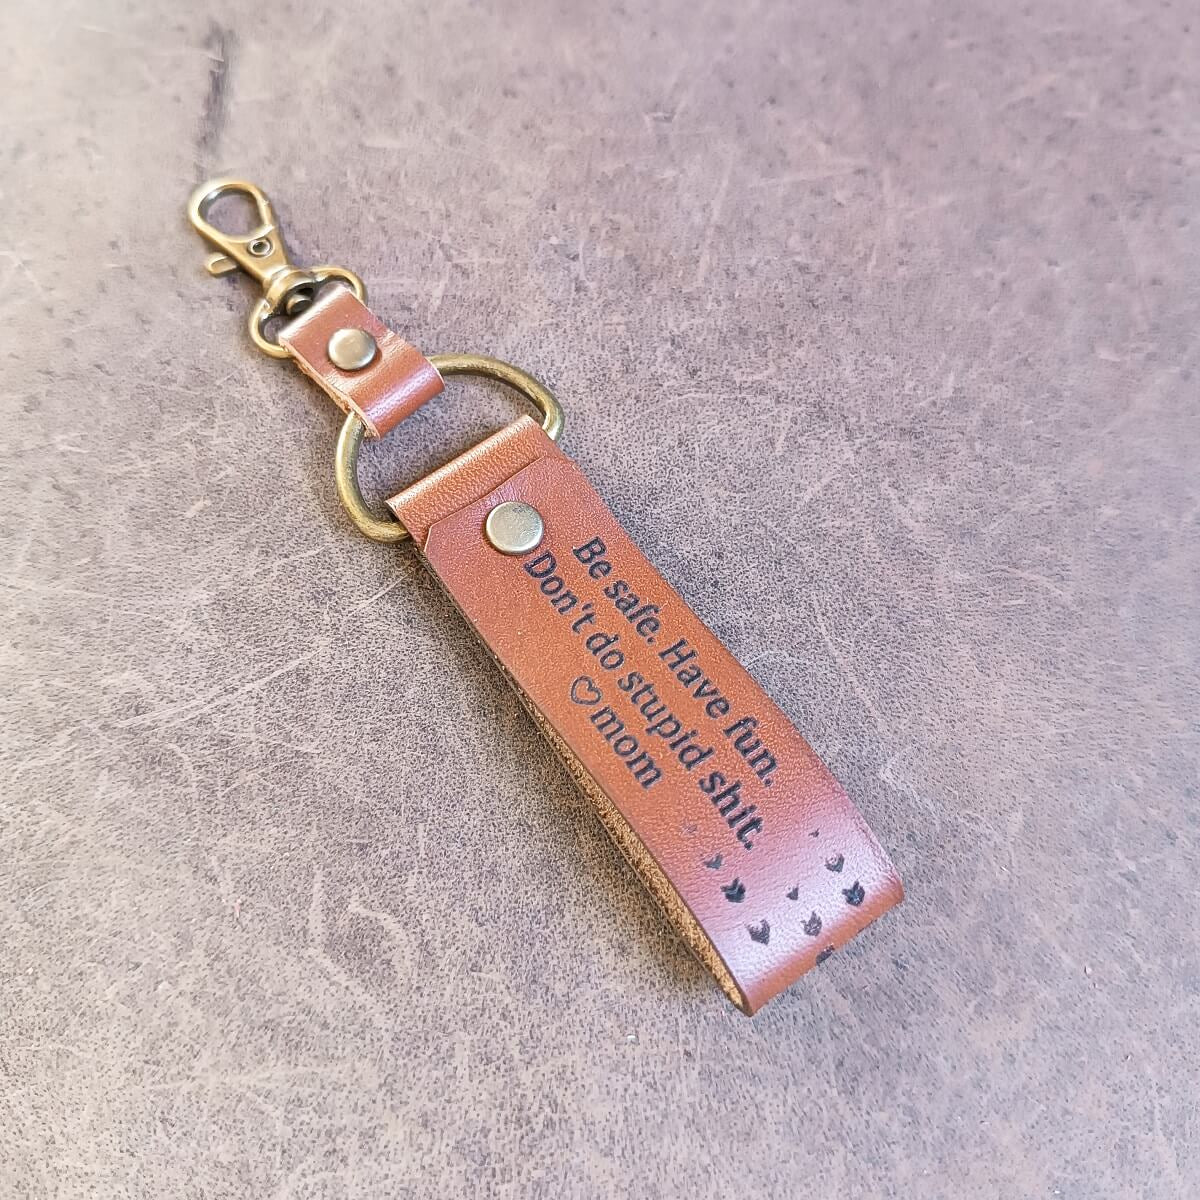 Be safe. Have fun.
Don't do stupid shit.
♡mom